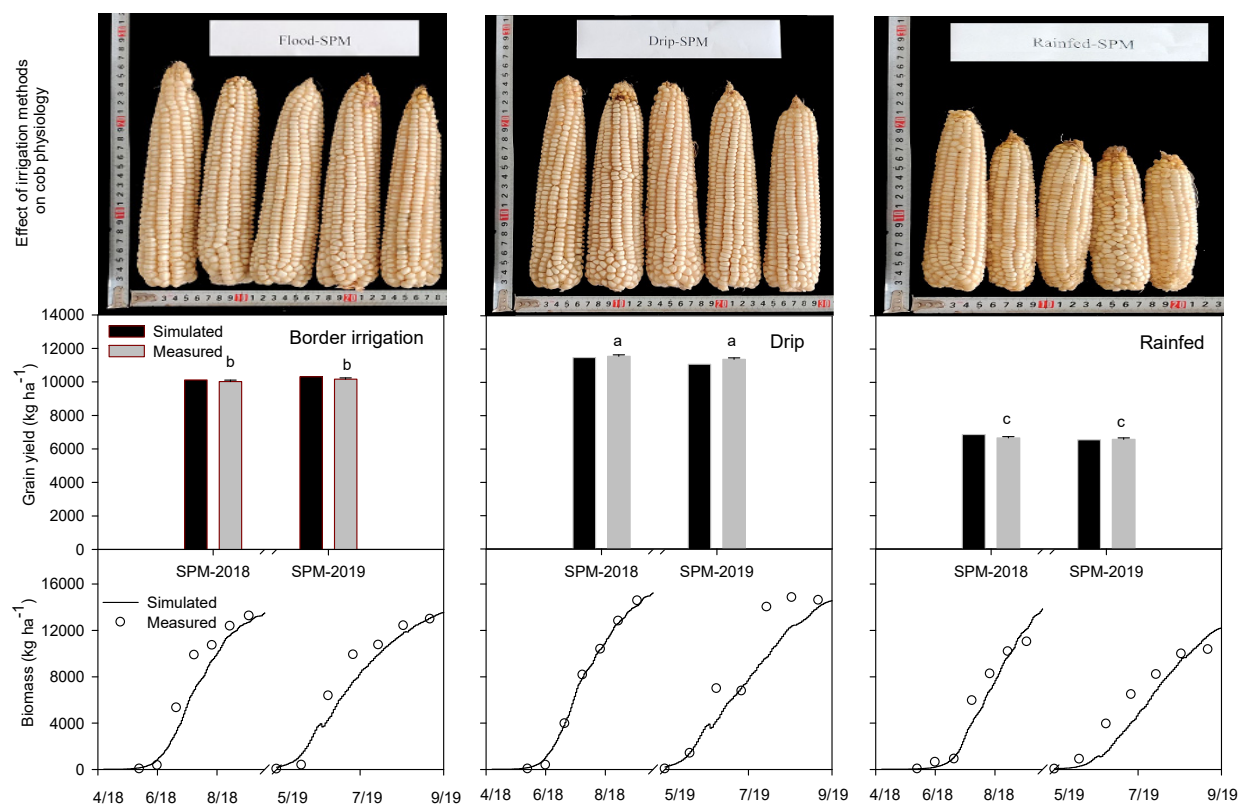 Effect of irrigation methods
on cob physiology
Flood-SPM
Drip-SPM
Rainfed-SPM
Grain yield (kg ha⁻¹)
14000
12000
10000
8000
6000
4000
2000
0
Simulated
Measured
Border irrigation
b
b
Drip
a
a
Rainfed
c
c
SPM-2018
SPM-2019
SPM-2018
SPM-2019
SPM-2018
SPM-2019
Biomass (kg ha⁻¹)
16000
12000
8000
4000
0
Simulated
Measured
4/18 6/18 8/18 5/19 7/19 9/19
4/18 6/18 8/18 5/19 7/19 9/19
4/18 6/18 8/18 5/19 7/19 9/19